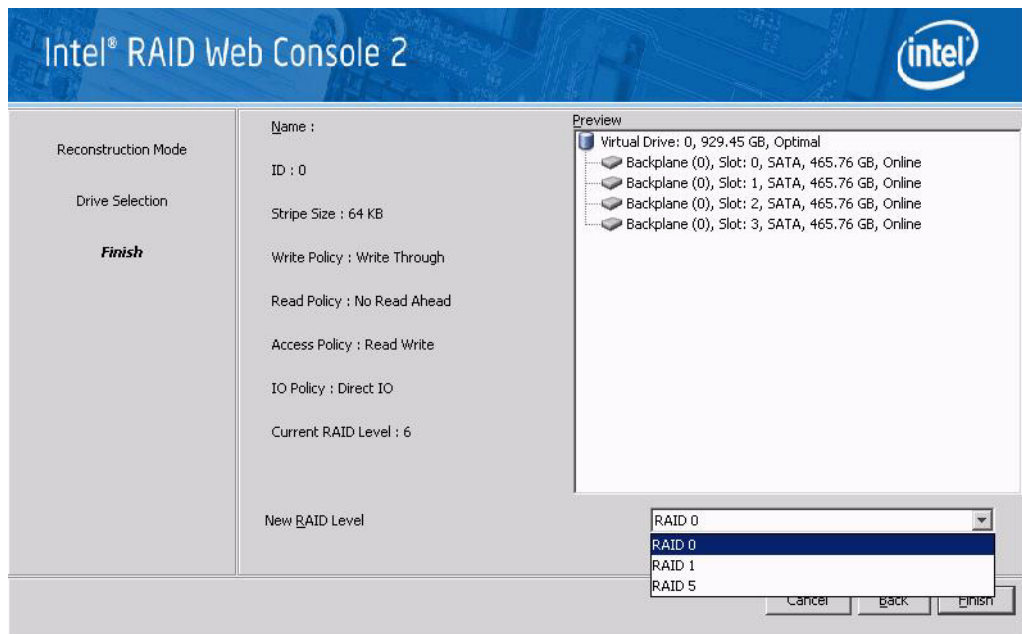 Intel® RAID Web Console 2
intel
Reconstruction Mode
Drive Selection
Finish
Name :
ID : 0
Stripe Size : 64 KB
Write Policy : Write Through
Read Policy : No Read Ahead
Access Policy : Read Write
IO Policy : Direct IO
Current RAID Level : 6
Preview
Virtual Drive: 0, 929.45 GB, Optimal
Backplane (0), Slot: 0, SATA, 465.76 GB, Online
Backplane (0), Slot: 1, SATA, 465.76 GB, Online
Backplane (0), Slot: 2, SATA, 465.76 GB, Online
Backplane (0), Slot: 3, SATA, 465.76 GB, Online
New RAID Level
RAID 0
RAID 0
RAID 1
RAID 5
Cancel
Back
Finish